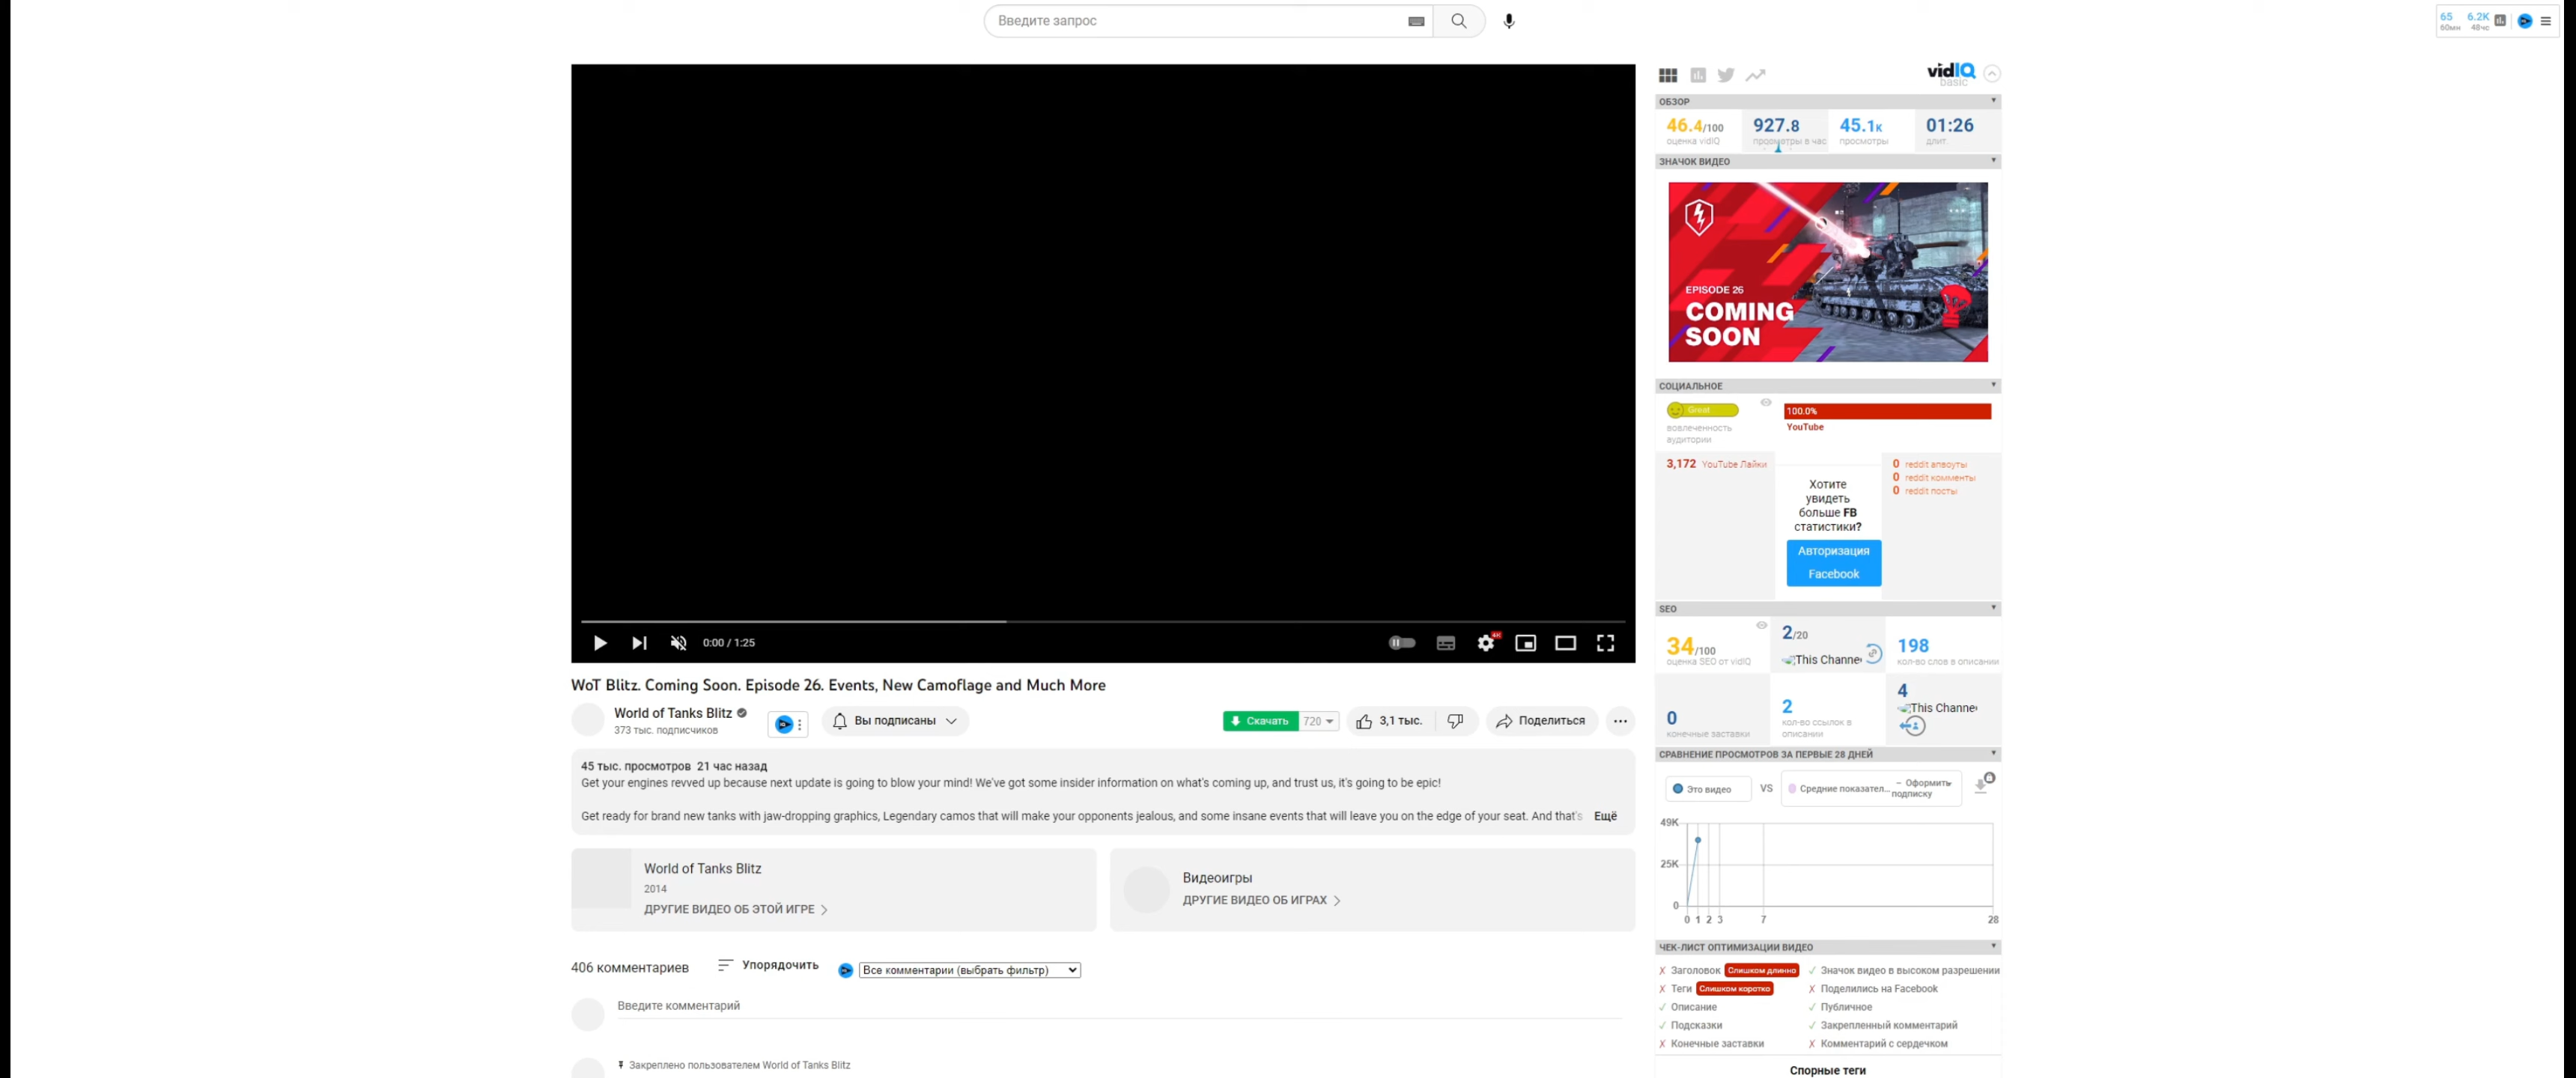 Введите запрос
65
6.2K
60мн
48чс
vidIQ
basic
ОБЗОР
46.4/100
оценка vidIQ
927.8
просмотры в час
45.1K
просмотры
01:26
длит.
ЗНАЧОК ВИДЕО
EPISODE 26
COMING
SOON
СОЦИАЛЬНОЕ
Great
вовлеченность
аудитории
100.0%
YouTube
3,172 YouTube Лайки
Хотите
увидеть
больше FB
статистики?
Авторизация
Facebook
0 reddit апвоуты
0 reddit комменты
0 reddit посты
SEO
34/100
оценка SEO от vidIQ
2/20
This Channe
198
кол-во слов в описании
0
конечные заставки
2
кол-во ссылок в
описании
4
This Channe
СРАВНЕНИЕ ПРОСМОТРОВ ЗА ПЕРВЫЕ 28 ДНЕЙ
Это видео
VS
Средние показател...
– Оформить
подписку
49K
25K
0
0 1 2 3 7 28
ЧЕК-ЛИСТ ОПТИМИЗАЦИИ ВИДЕО
✗ Заголовок Слишком длинно
✓ Значок видео в высоком разрешении
✗ Теги Слишком коротко
✗ Поделились на Facebook
✓ Описание
✓ Публичное
✓ Подсказки
✓ Закрепленный комментарий
✗ Конечные заставки
✗ Комментарий с сердечком
Спорные теги
0:00 / 1:25
4K
WoT Blitz. Coming Soon. Episode 26. Events, New Camoflage and Much More
World of Tanks Blitz
373 тыс. подписчиков
Вы подписаны
Скачать
720
3,1 тыс.
Поделиться
45 тыс. просмотров 21 час назад
Get your engines revved up because next update is going to blow your mind! We've got some insider information on what's coming up, and trust us, it's going to be epic!
Get ready for brand new tanks with jaw-dropping graphics, Legendary camos that will make your opponents jealous, and some insane events that will leave you on the edge of your seat. And that's Ещё
World of Tanks Blitz
2014
ДРУГИЕ ВИДЕО ОБ ЭТОЙ ИГРЕ
Видеоигры
ДРУГИЕ ВИДЕО ОБ ИГРАХ
406 комментариев
Упорядочить
Все комментарии (выбрать фильтр)
Введите комментарий
Закреплено пользователем World of Tanks Blitz